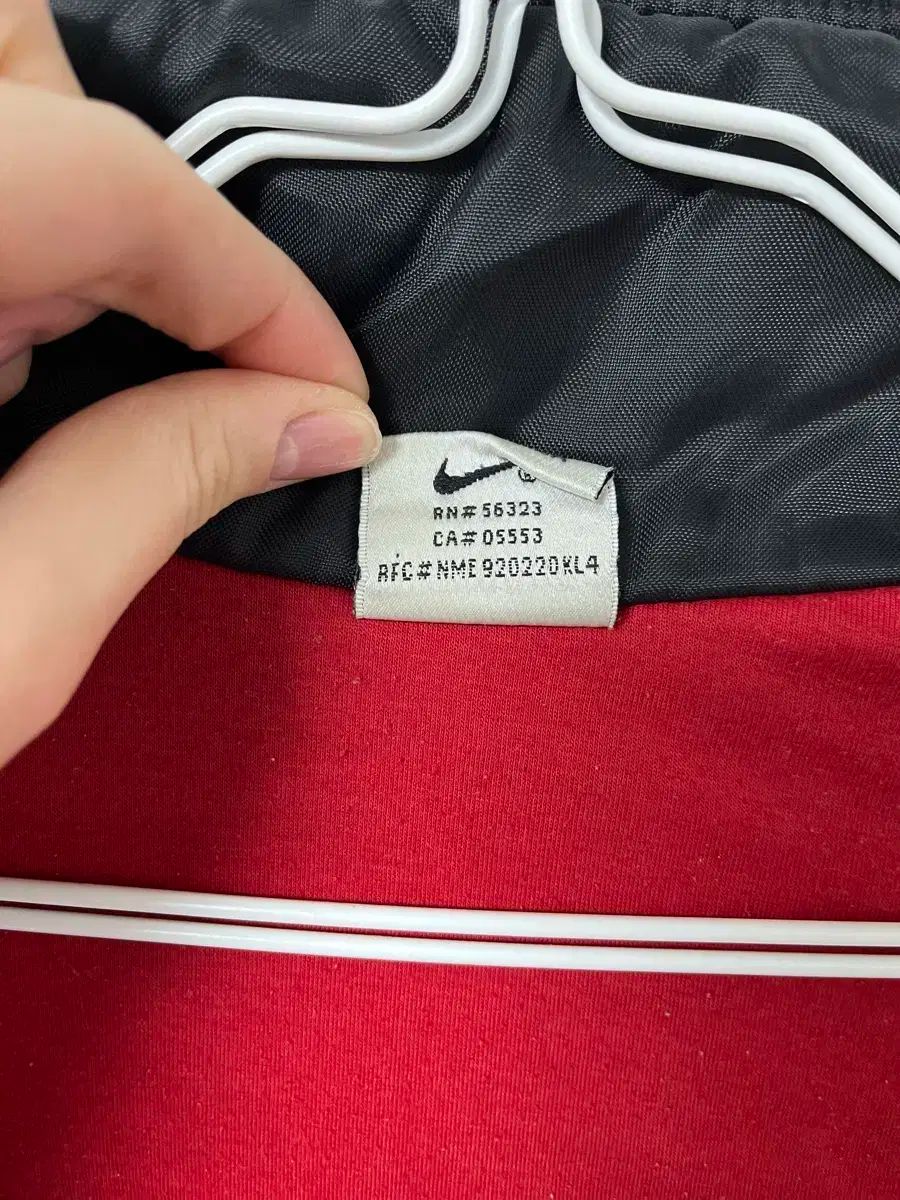 ®
RN# 56323
CA# 05553
RFC# NME920220KL4